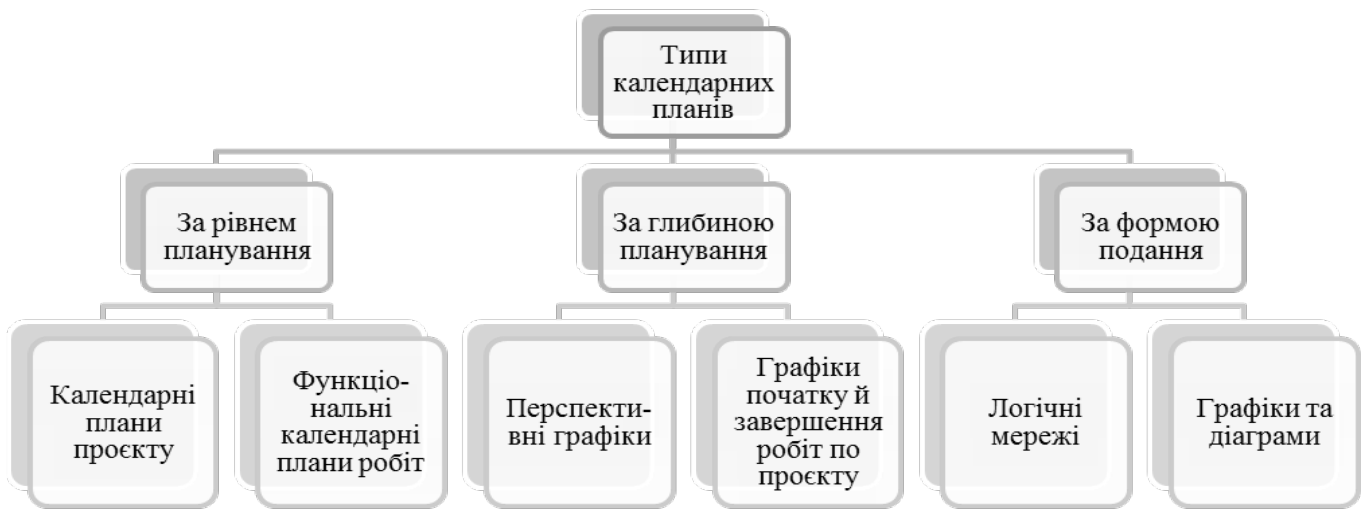 Типи
календарних
планів
За рівнем
планування
За глибиною
планування
За формою
подання
Календарні
плани
проєкту
Функціо-
нальні
календарні
плани робіт
Перспекти-
вні графіки
Графіки
початку й
завершення
робіт по
проєкту
Логічні
мережі
Графіки та
діаграми